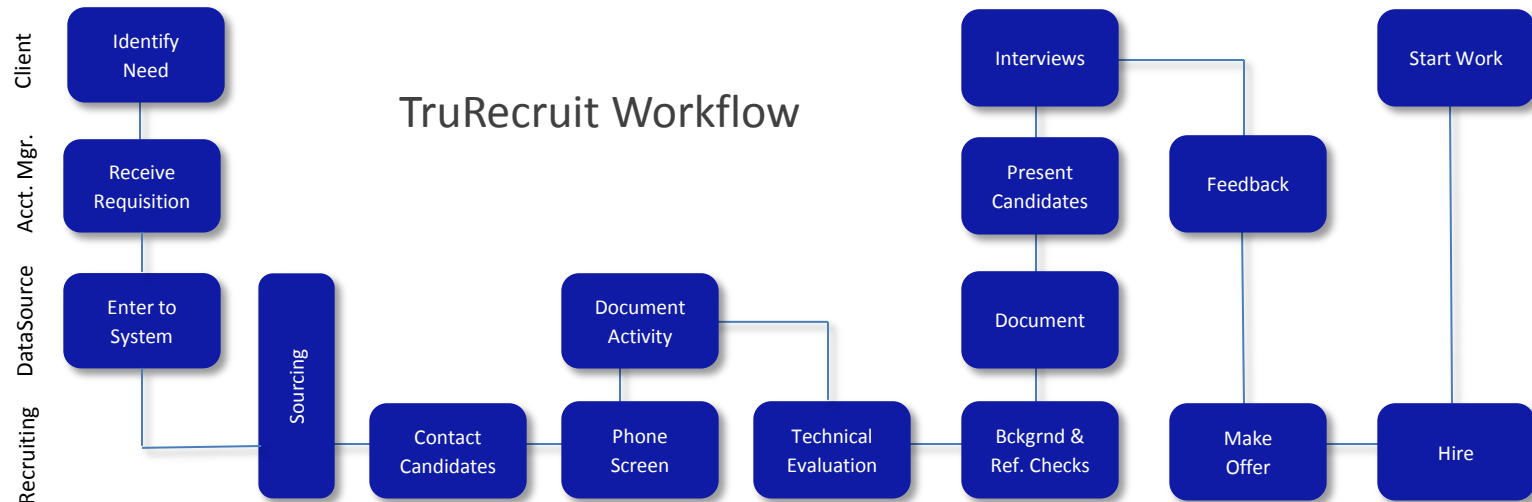 Client
Identify
Need
Interviews
Start Work
TruRecruit Workflow
Acct. Mgr.
Receive
Requisition
Present
Candidates
Feedback
DataSource
Enter to
System
Sourcing
Document
Activity
Document
Recruiting
Contact
Candidates
Phone
Screen
Technical
Evaluation
Bckgrnd &
Ref. Checks
Make
Offer
Hire